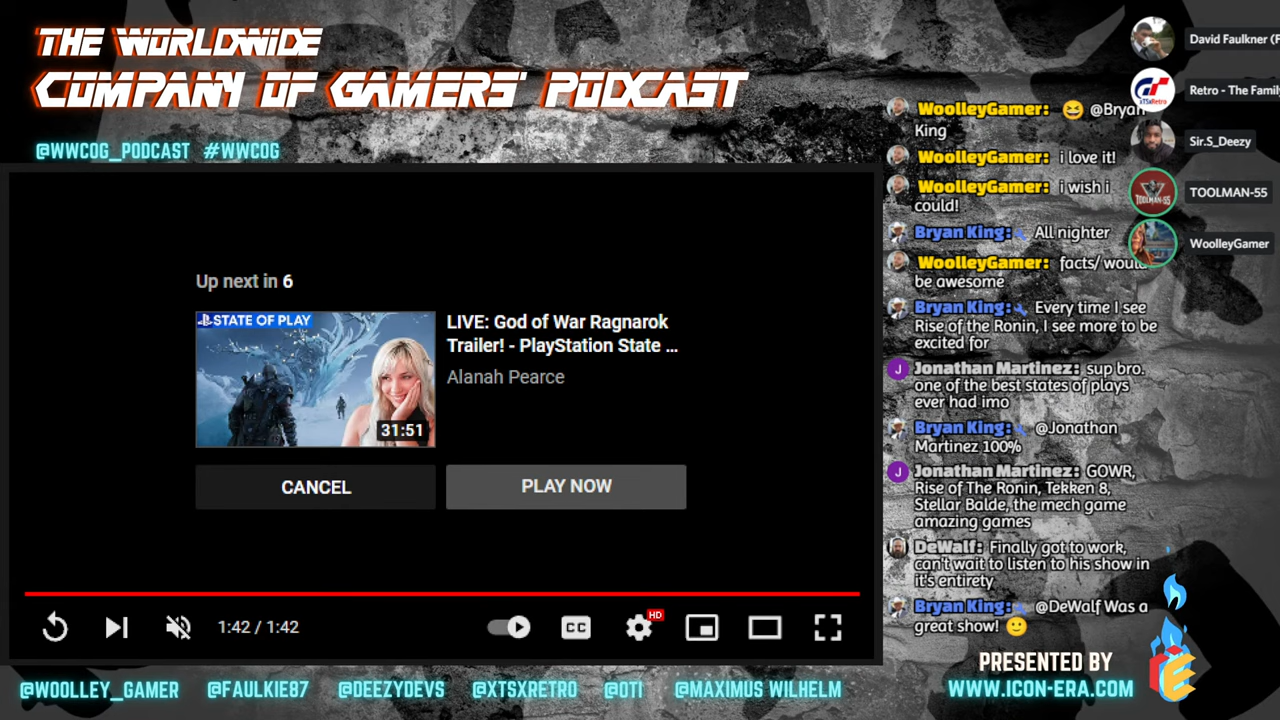 THE WORLDWIDE
COMPANY OF GAMERS' PODCAST
@WWCOG_PODCAST #WWCOG
Up next in 6
STATE OF PLAY
31:51
LIVE: God of War Ragnarok
Trailer! - PlayStation State ...
Alanah Pearce
CANCEL
PLAY NOW
1:42 / 1:42
CC
HD
WoolleyGamer: 😆 @Bryan
King
WoolleyGamer: i love it!
WoolleyGamer: i wish i
could!
Bryan King: All nighter
WoolleyGamer: facts/ would
be awesome
Bryan King: Every time I see
Rise of the Ronin, I see more to be
excited for
J
Jonathan Martinez: sup bro.
one of the best states of plays
ever had imo
Bryan King: @Jonathan
Martinez 100%
J
Jonathan Martinez: GOWR,
Rise of The Ronin, Tekken 8,
Stellar Balde, the mech game
amazing games
DeWalf: Finally got to work,
can't wait to listen to his show in
it's entirety
Bryan King: @DeWalf Was a
great show! 🙂
David Faulkner (F
xTSxRetro
Retro - The Family
Sir.S_Deezy
TOOLMAN-55
TOOLMAN-55
WoolleyGamer
PRESENTED BY
WWW.ICON-ERA.COM
@WOOLLEY_GAMER @FAULKIE87 @DEEZYDEVS @XTSXRETRO @OTI @MAXIMUS WILHELM